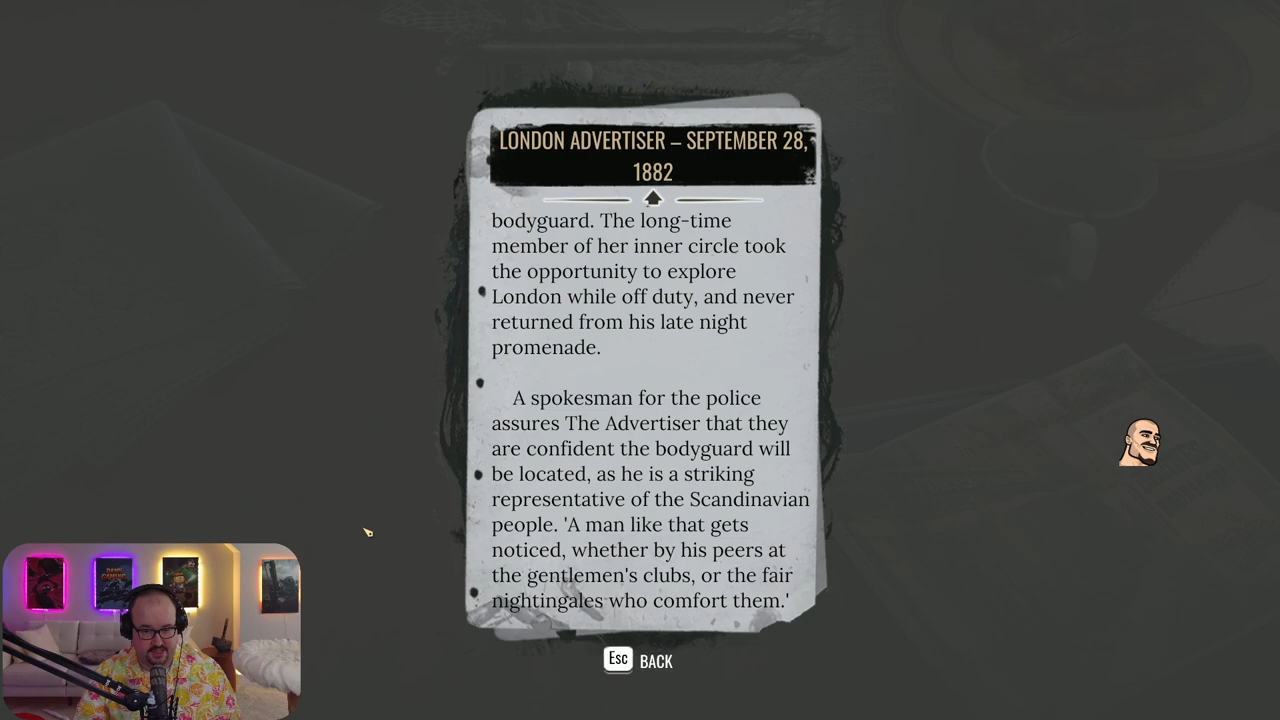 LONDON ADVERTISER – SEPTEMBER 28,
1882
bodyguard. The long-time
member of her inner circle took
the opportunity to explore
London while off duty, and never
returned from his late night
promenade.
A spokesman for the police
assures The Advertiser that they
are confident the bodyguard will
be located, as he is a striking
representative of the Scandinavian
people. 'A man like that gets
noticed, whether by his peers at
the gentlemen's clubs, or the fair
nightingales who comfort them.'
Esc BACK